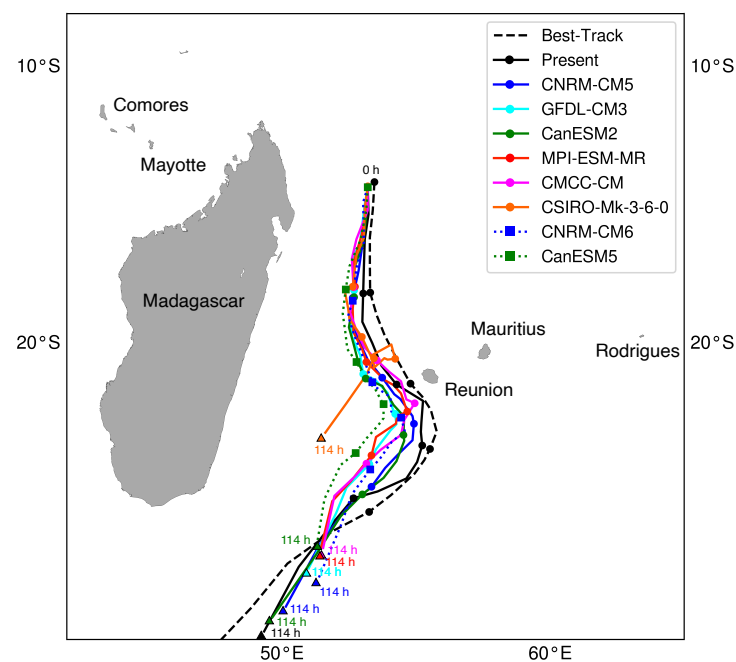 10°S
10°S
Best-Track
Present
CNRM-CM5
GFDL-CM3
CanESM2
MPI-ESM-MR
CMCC-CM
CSIRO-Mk-3-6-0
CNRM-CM6
CanESM5
Comores
Mayotte
0 h
Madagascar
Mauritius
20°S
20°S
Rodrigues
Reunion
114 h
114 h
114 h
114 h
114 h
114 h
114 h
114 h
114 h
50°E
60°E